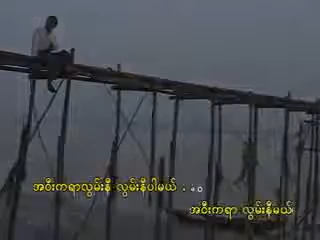 အဝီးကရာလွမ်းနီ လွမ်းနီပါမယ် . ၊၀
အဝီးကရာ လွမ်းနီမယ်